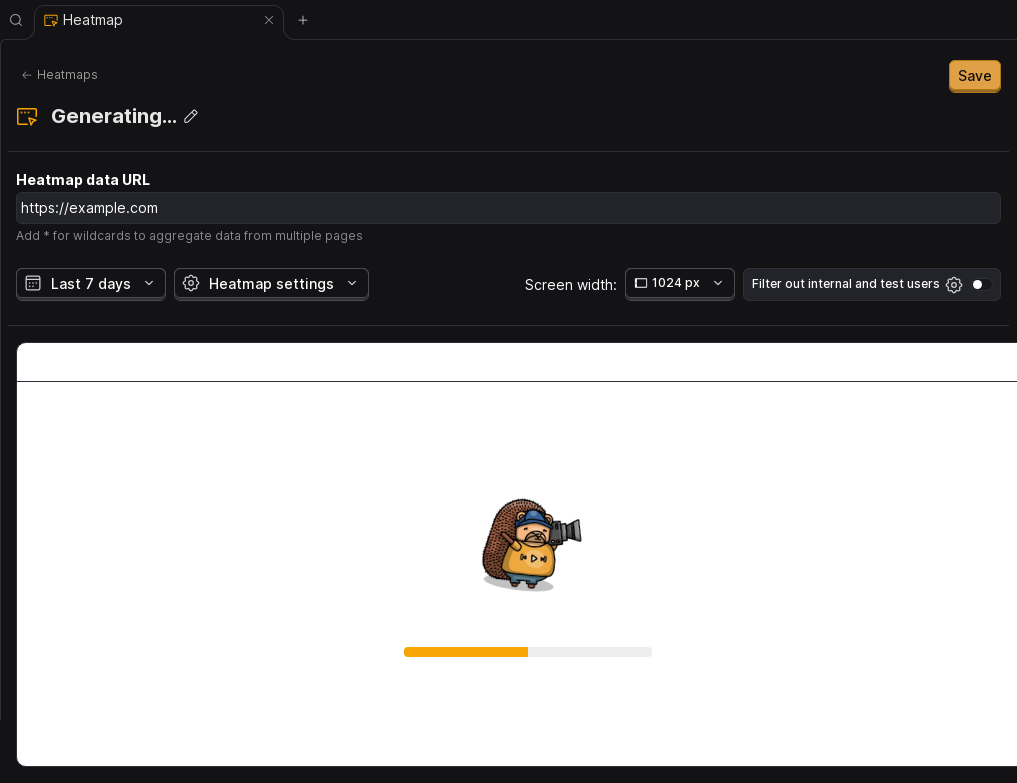 Heatmap
Heatmaps
Save
Generating...
Heatmap data URL
https://example.com
Add * for wildcards to aggregate data from multiple pages
Last 7 days
Heatmap settings
Screen width:
1024 px
Filter out internal and test users